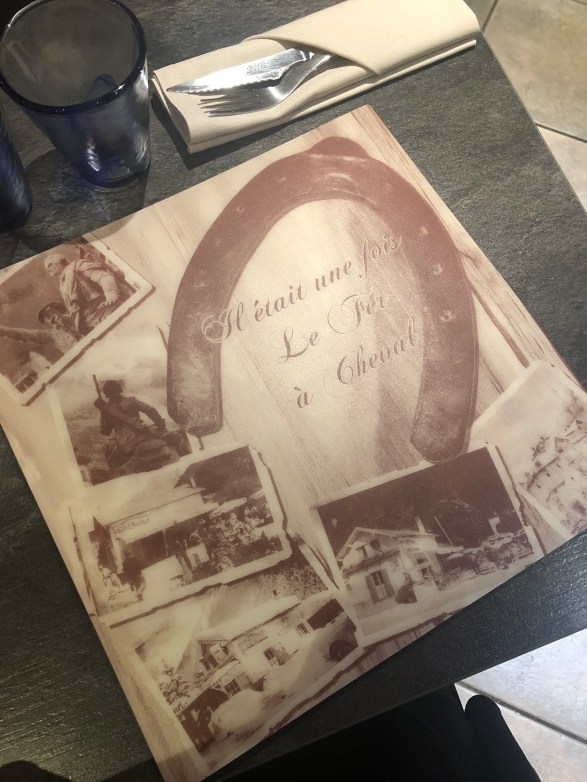 Il était une fois
Le Fer
à Cheval